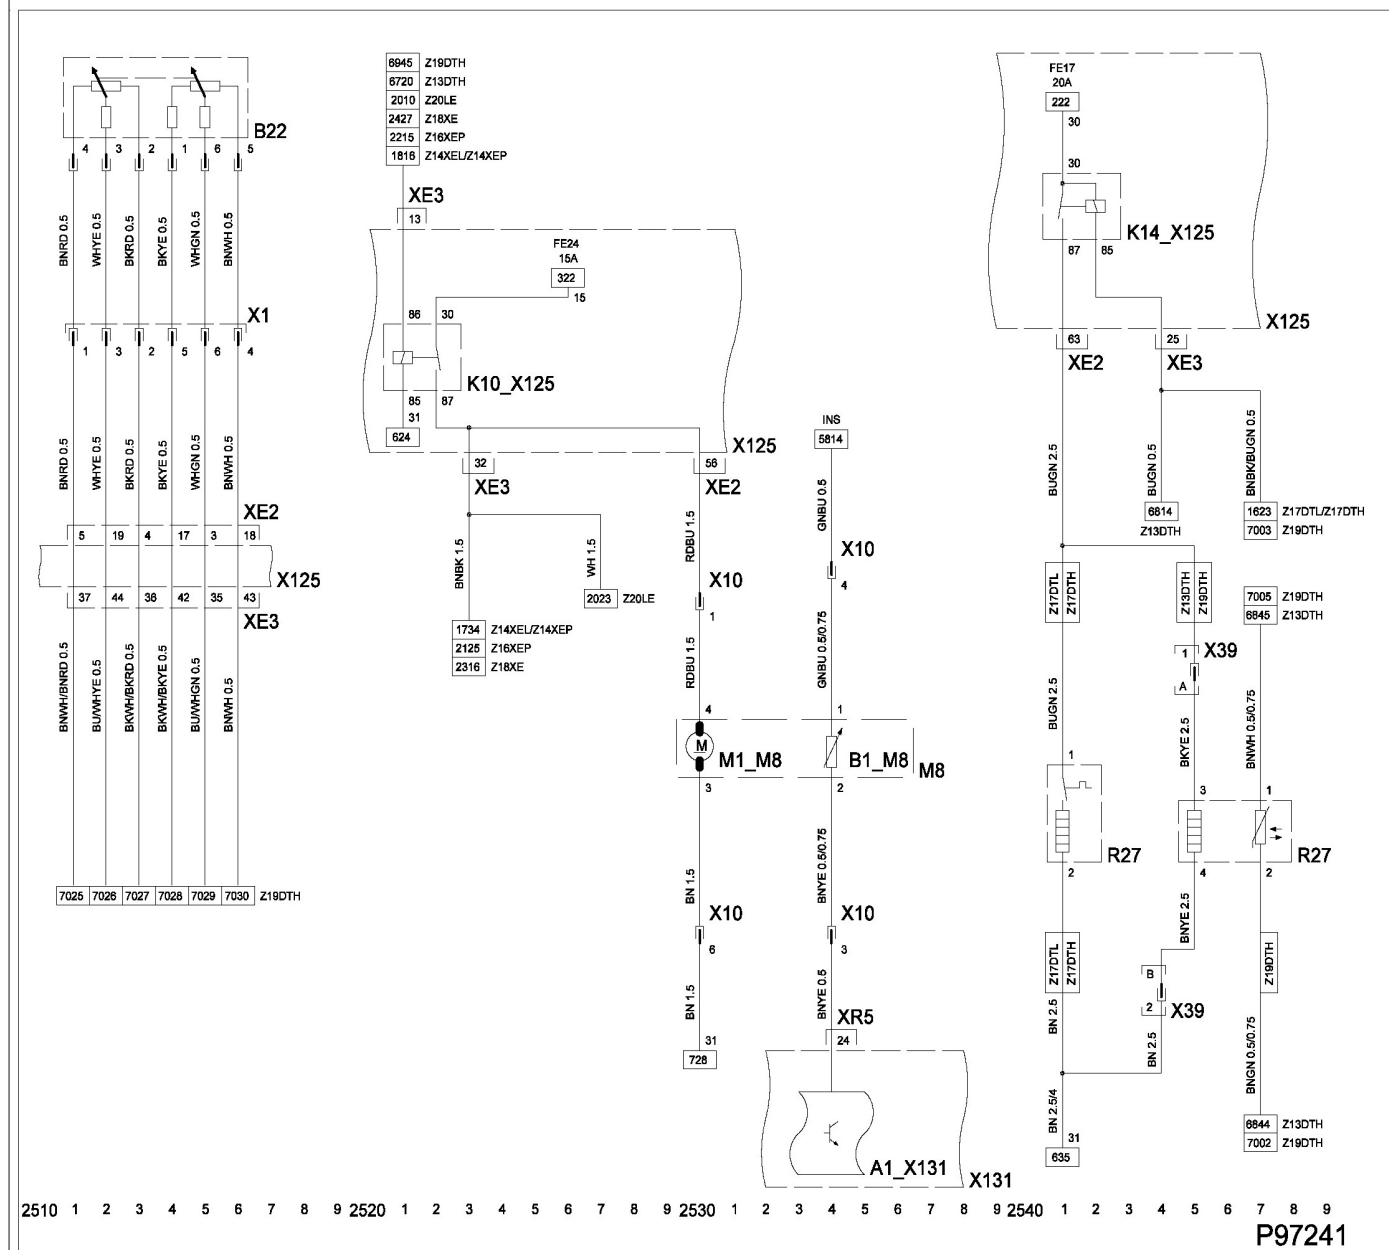 B22
4 3 2 1 6 5
BNRD 0.5 WHYE 0.5 BKRD 0.5 BKYE 0.5 WHGN 0.5 BNWH 0.5
X1
1 3 2 5 6 4
BNRD 0.5 WHYE 0.5 BKRD 0.5 BKYE 0.5 WHGN 0.5 BNWH 0.5
XE2
5 19 4 17 3 18
X125
37 44 36 42 35 43
XE3
BNWH/BNRD 0.5 BU/WHYE 0.5 BKWH/BKRD 0.5 BKWH/BKYE 0.5 BU/WHGN 0.5 BNWH 0.5
7025 7026 7027 7028 7029 7030 Z19DTH
6945 Z19DTH
6720 Z13DTH
2010 Z20LE
2427 Z18XE
2215 Z16XEP
1816 Z14XEL/Z14XEP
XE3
13
FE24
15A
322
15
86 30
K10_X125
85 87
31
624
X125
32
XE3
56
XE2
BNBK 1.5
WH 1.5
2023 Z20LE
1734 Z14XEL/Z14XEP
2125 Z16XEP
2316 Z18XE
RDBU 1.5
X10
1
RDBU 1.5
4
M
M1_M8
3
BN 1.5
X10
6
BN 1.5
31
728
INS
5814
GNBU 0.5
X10
4
GNBU 0.5/0.75
1
B1_M8
M8
2
BNYE 0.5/0.75
X10
3
BNYE 0.5
XR5
24
A1_X131
X131
FE17
20A
222
30
30
K14_X125
87 85
X125
63
XE2
25
XE3
BUGN 2.5
BUGN 0.5
BNBK/BUGN 0.5
6814
Z13DTH
1623 Z17DTL/Z17DTH
7003 Z19DTH
Z17DTL
Z17DTH
Z13DTH
Z19DTH
7005 Z19DTH
6845 Z13DTH
1
X39
A
BUGN 2.5
BKYE 2.5
BNWH 0.5/0.75
1
R27
2
3 1
R27
4 2
BNYE 2.5
Z17DTL
Z17DTH
Z19DTH
B
2
X39
BN 2.5
BN 2.5
BNGN 0.5/0.75
BN 2.5/4
31
635
6844 Z13DTH
7002 Z19DTH
2510 1 2 3 4 5 6 7 8 9 2520 1 2 3 4 5 6 7 8 9 2530 1 2 3 4 5 6 7 8 9 2540 1 2 3 4 5 6 7 8 9
P97241